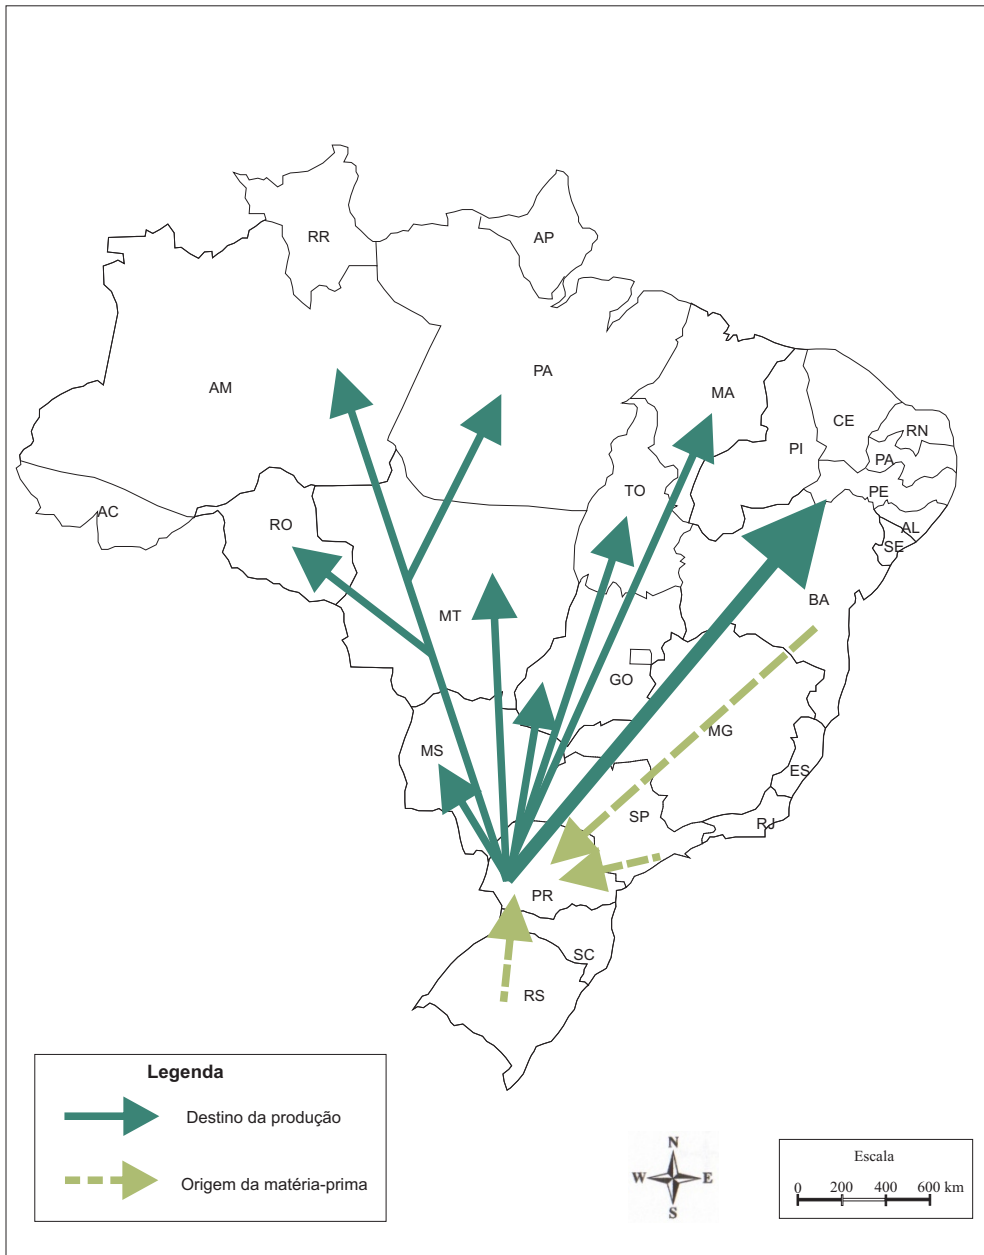 RR
AP
AM
PA
MA
CE
RN
PI
PA
TO
PE
AC
RO
AL
SE
BA
MT
GO
MS
MG
ES
SP
RJ
PR
SC
RS
Legenda
Destino da produção
Origem da matéria-prima
N
W E
S
Escala
0 200 400 600 km